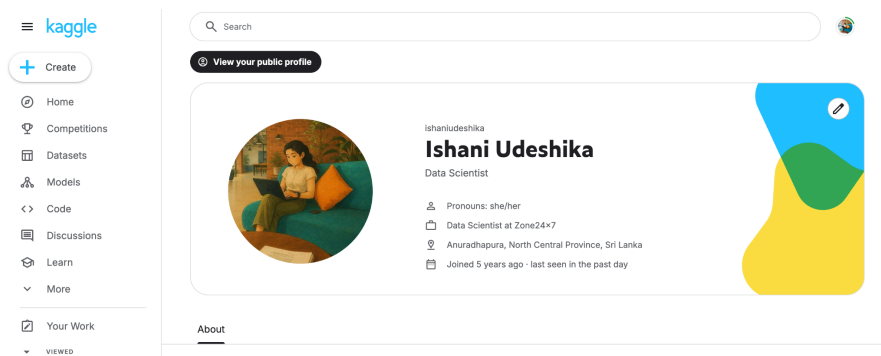 kaggle
Search
Create
View your public profile
Home
Competitions
Datasets
Models
Code
Discussions
Learn
More
Your Work
VIEWED
ishaniudeshika
Ishani Udeshika
Data Scientist
Pronouns: she/her
Data Scientist at Zone24×7
Anuradhapura, North Central Province, Sri Lanka
Joined 5 years ago · last seen in the past day
About